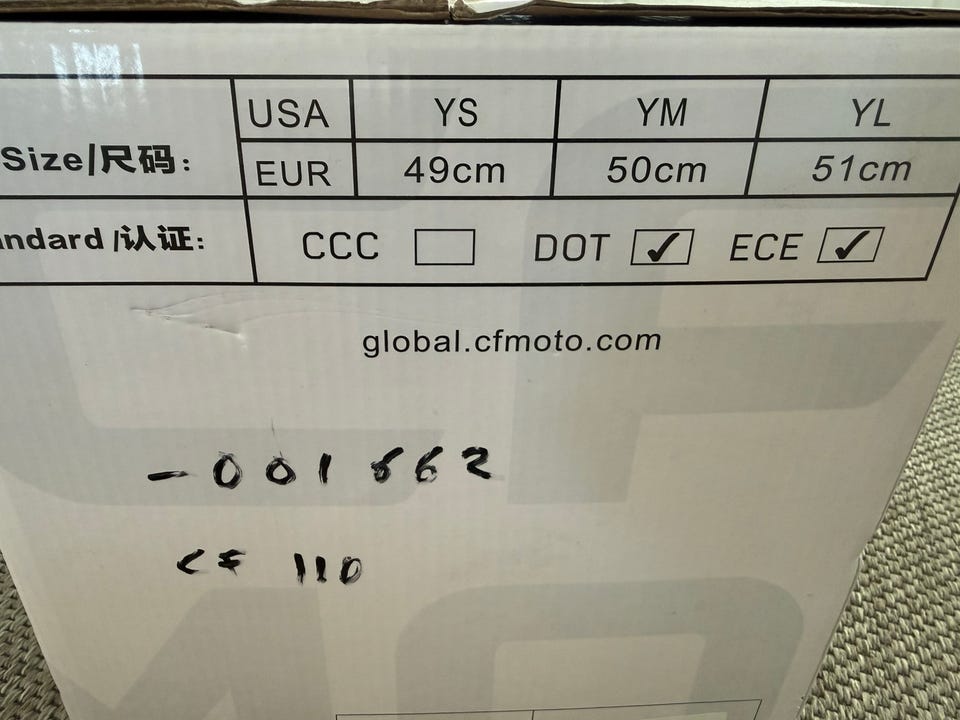 USA YS YM YL
Size/尺码:
EUR 49cm 50cm 51cm
andard /认证: CCC DOT ✓ ECE ✓
global.cfmoto.com
-001662
CF 110